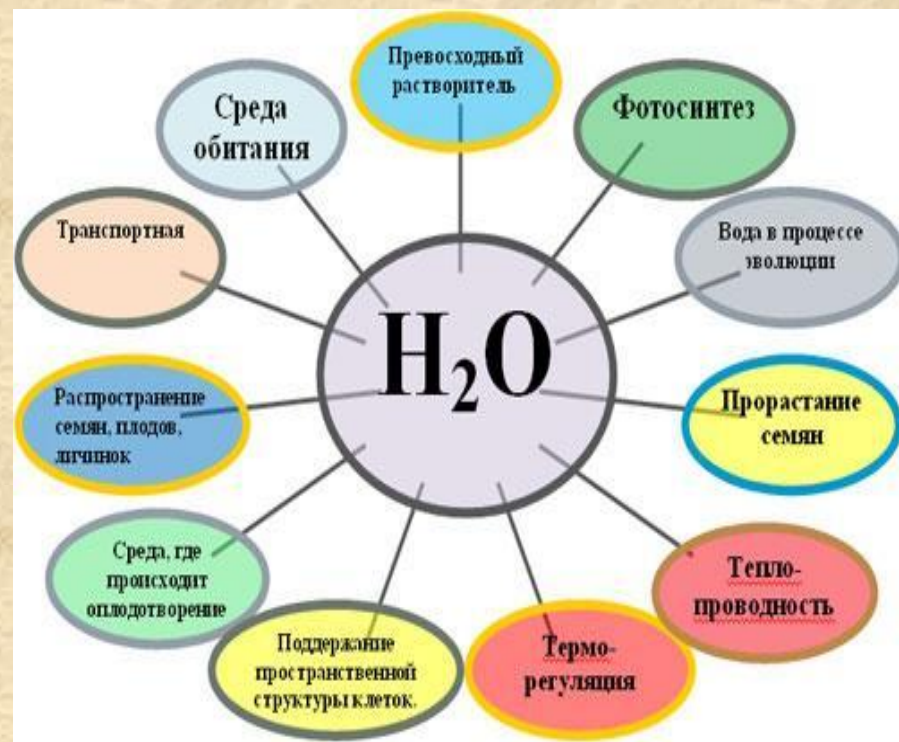 Превосходный
растворитель
Фотосинтез
Вода в процессе
эволюции
Прорастание
семян
Тепло-
проводность
Термо-
регуляция
Поддержание
пространственной
структуры клеток.
Среда, где
происходит
оплодотворение
Распространение
семян, плодов,
личинок
Транспортная
Среда
обитания
H₂O